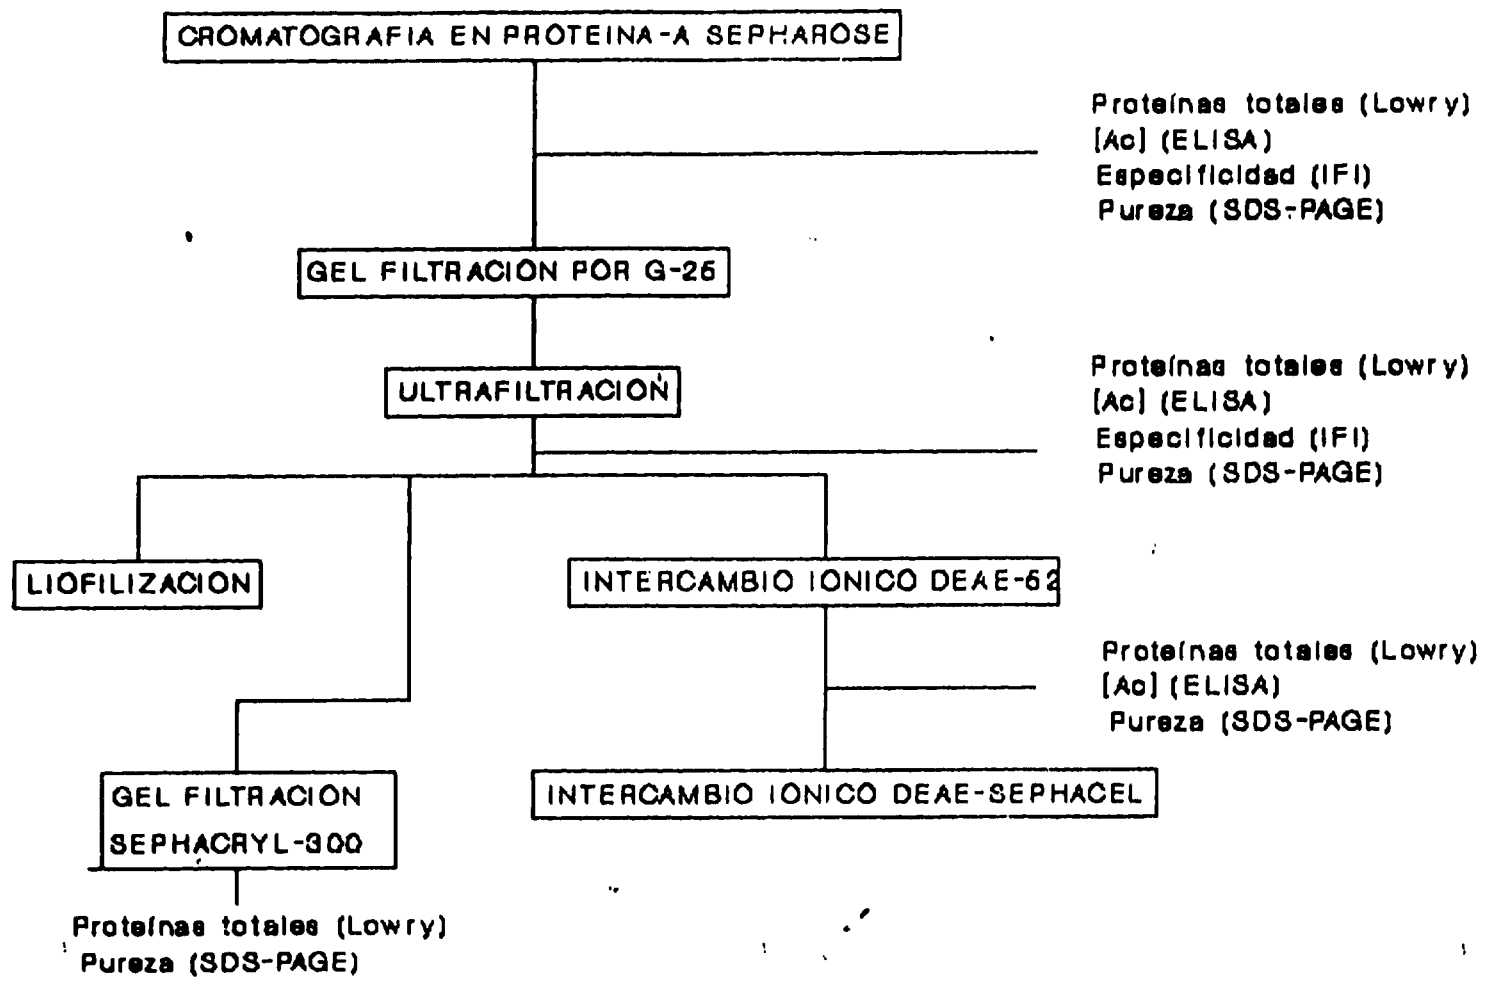 CROMATOGRAFIA EN PROTEINA-A SEPHAROSE
Proteínas totales (Lowry)
[Ac] (ELISA)
Especificidad (IFI)
Pureza (SDS-PAGE)
GEL FILTRACION POR G-25
ULTRAFILTRACION
Proteínas totales (Lowry)
[Ac] (ELISA)
Especificidad (IFI)
Pureza (SDS-PAGE)
LIOFILIZACION
INTERCAMBIO IONICO DEAE-52
Proteínas totales (Lowry)
[Ac] (ELISA)
Pureza (SDS-PAGE)
GEL FILTRACION
SEPHACRYL-300
INTERCAMBIO IONICO DEAE-SEPHACEL
Proteínas totales (Lowry)
Pureza (SDS-PAGE)